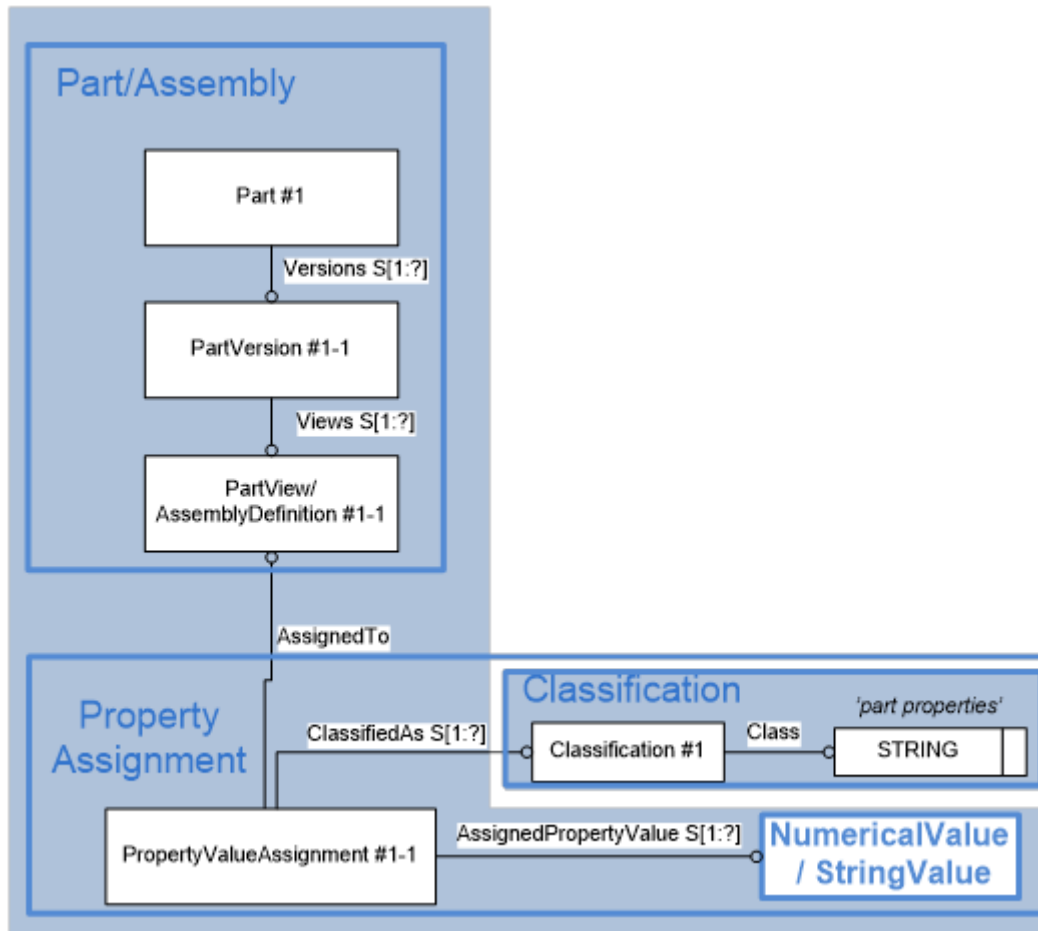 Part/Assembly
Part #1
Versions S[1:?]
PartVersion #1-1
Views S[1:?]
PartView/
AssemblyDefinition #1-1
AssignedTo
Property
Assignment
Classification
'part properties'
ClassifiedAs S[1:?]
Classification #1
Class
STRING
PropertyValueAssignment #1-1
AssignedPropertyValue S[1:?]
NumericalValue
/ StringValue